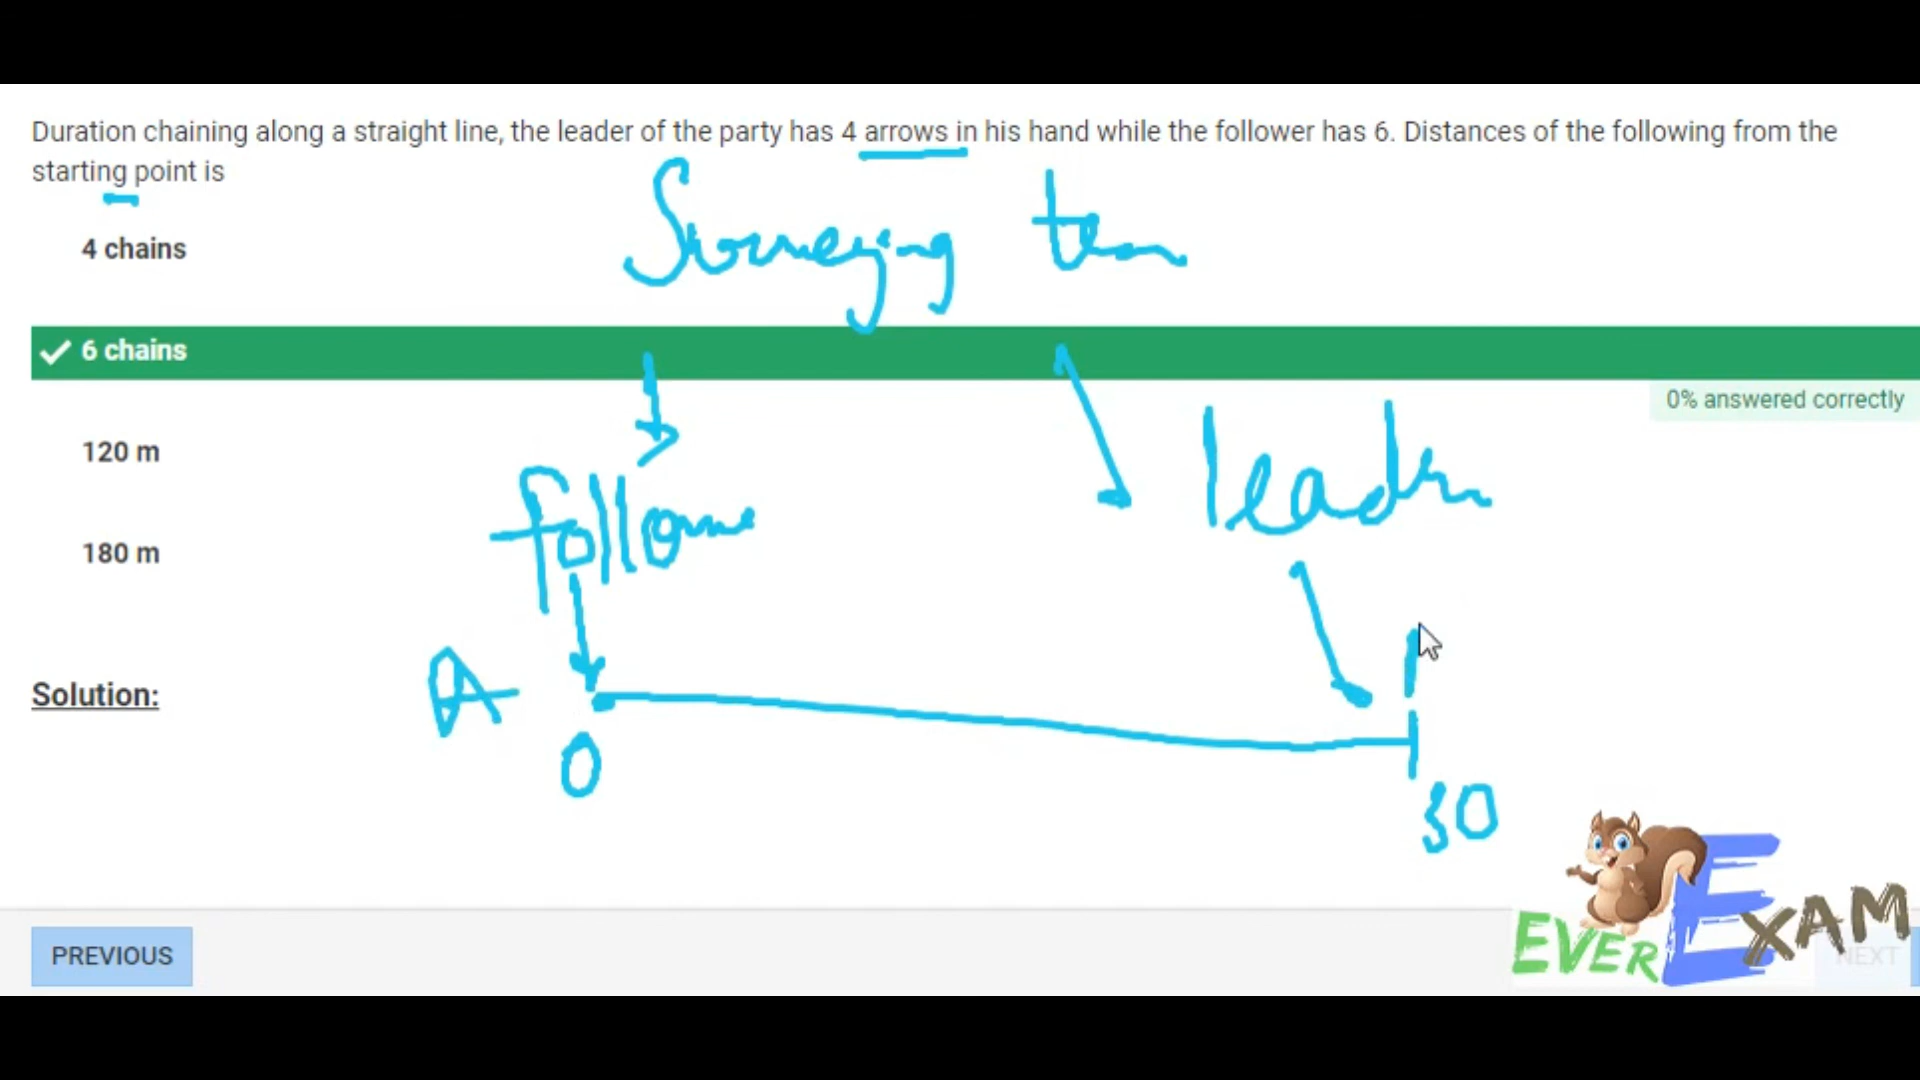 Duration chaining along a straight line, the leader of the party has 4 arrows in his hand while the follower has 6. Distances of the following from the
starting point is
Surveying
4 chains
6 chains
0% answered correctly
leader
120 m
180 m
A
Solution:
0
30
PREVIOUS
EVER EXAM
NEXT